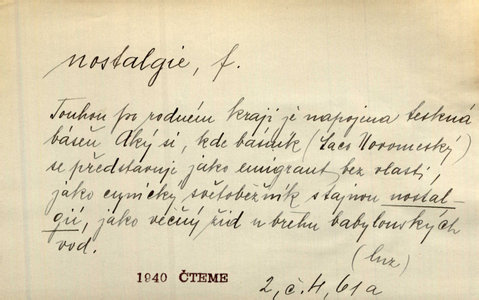 nostalgie, f.
Touhou po rodném kraji je napojena teskná
báseň Aký si, kde básník (Laco Novomeský)
se představuje jako emigrant bez vlasti,
jako cynický světoběžník s tajnou nostal-
gií, jako věčný žid u břehu babylonských
vod.
1940 ČTEME
2, č. 4, 61a